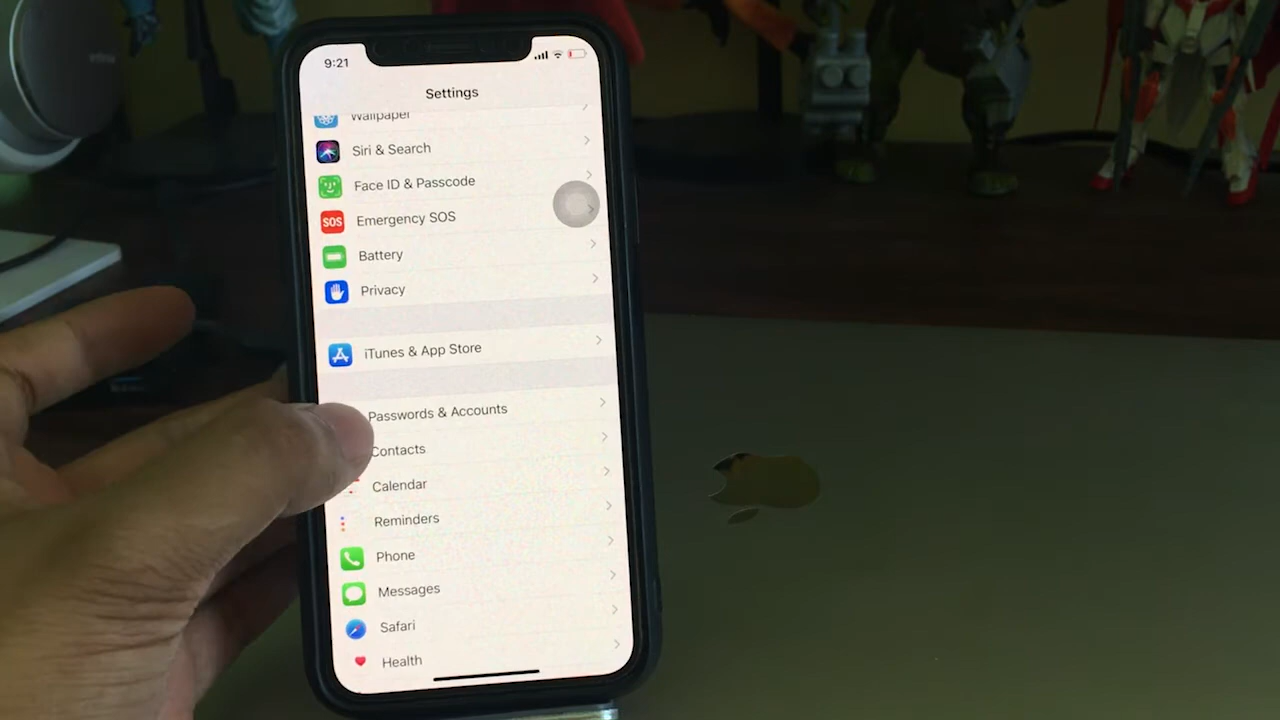 9:21
Settings
Wallpaper
Siri & Search
Face ID & Passcode
SOS
Emergency SOS
Battery
Privacy
iTunes & App Store
Passwords & Accounts
Contacts
Calendar
Reminders
Phone
Messages
Safari
Health